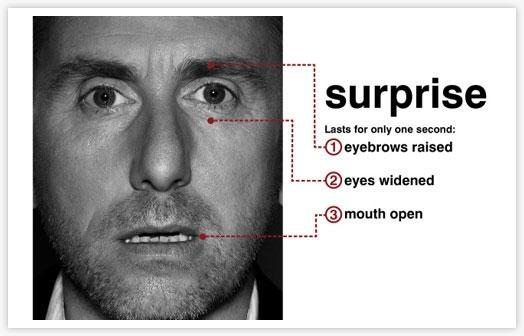 surprise
Lasts for only one second:
1 eyebrows raised
2 eyes widened
3 mouth open